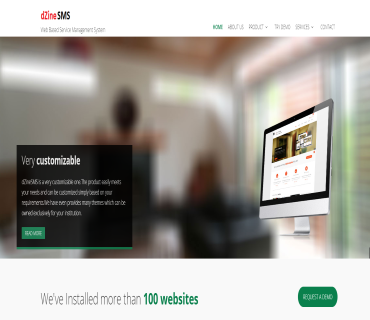 dZine SMS
Web Based Service Management System
HOME ABOUT US PRODUCT TRY DEMO SERVICES CONTACT
Very customizable
dZineSMS is a very customizable one. The product easily meets
your needs and can be customized simply based on your
requirements. We have even provides many themes which can be
owned exclusively for your institution.
READ MORE
We've Installed more than 100 websites
REQUEST A DEMO